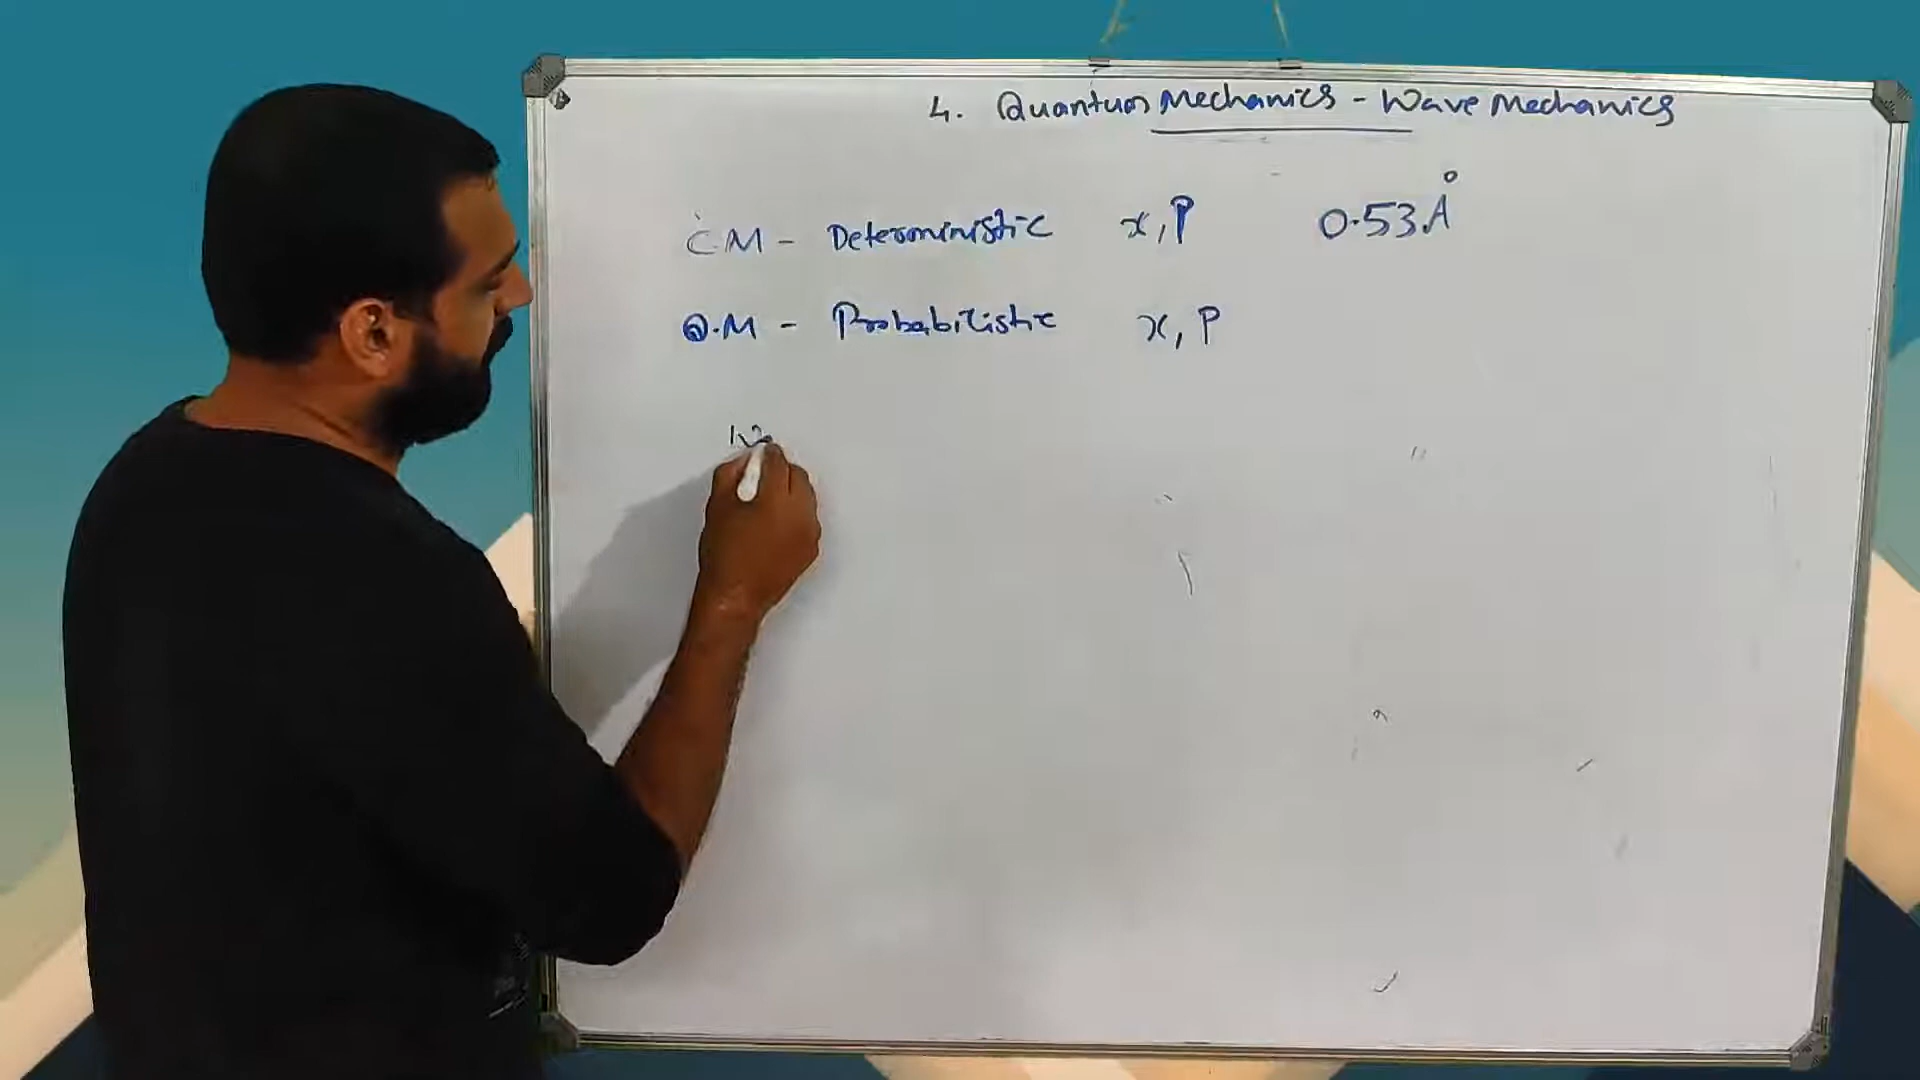 4. Quantum Mechanics - Wave Mechanics
C.M - Deterministic x, P 0.53 Å
Q.M - Probabilistic x, P